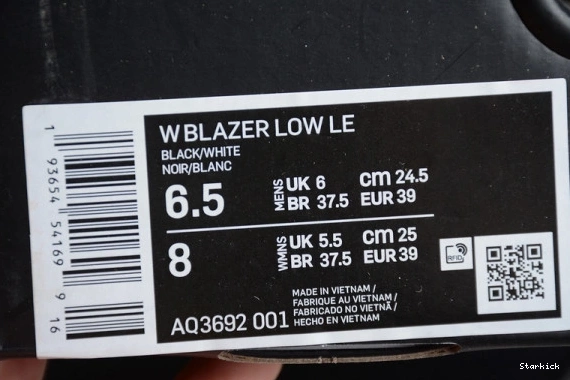 W BLAZER LOW LE
BLACK/WHITE
NOIR/BLANC
6.5
MENS
UK 6 cm 24.5
BR 37.5 EUR 39
8
WMNS
UK 5.5 cm 25
BR 37.5 EUR 39
RFID
AQ3692 001
MADE IN VIETNAM /
FABRIQUE AU VIETNAM /
FABRICADO NO VIETNÃ /
HECHO EN VIETNAM
1 93654 54169 9 16
Starkick